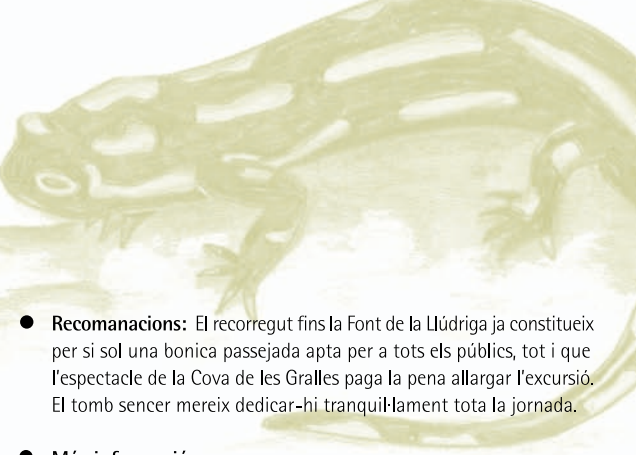 ● Recomanacions: El recorregut fins la Font de la Llúdriga ja constitueix
per si sol una bonica passejada apta per a tots els públics, tot i que
l'espectacle de la Cova de les Gralles paga la pena allargar l'excursió.
El tomb sencer mereix dedicar-hi tranquil·lament tota la jornada.